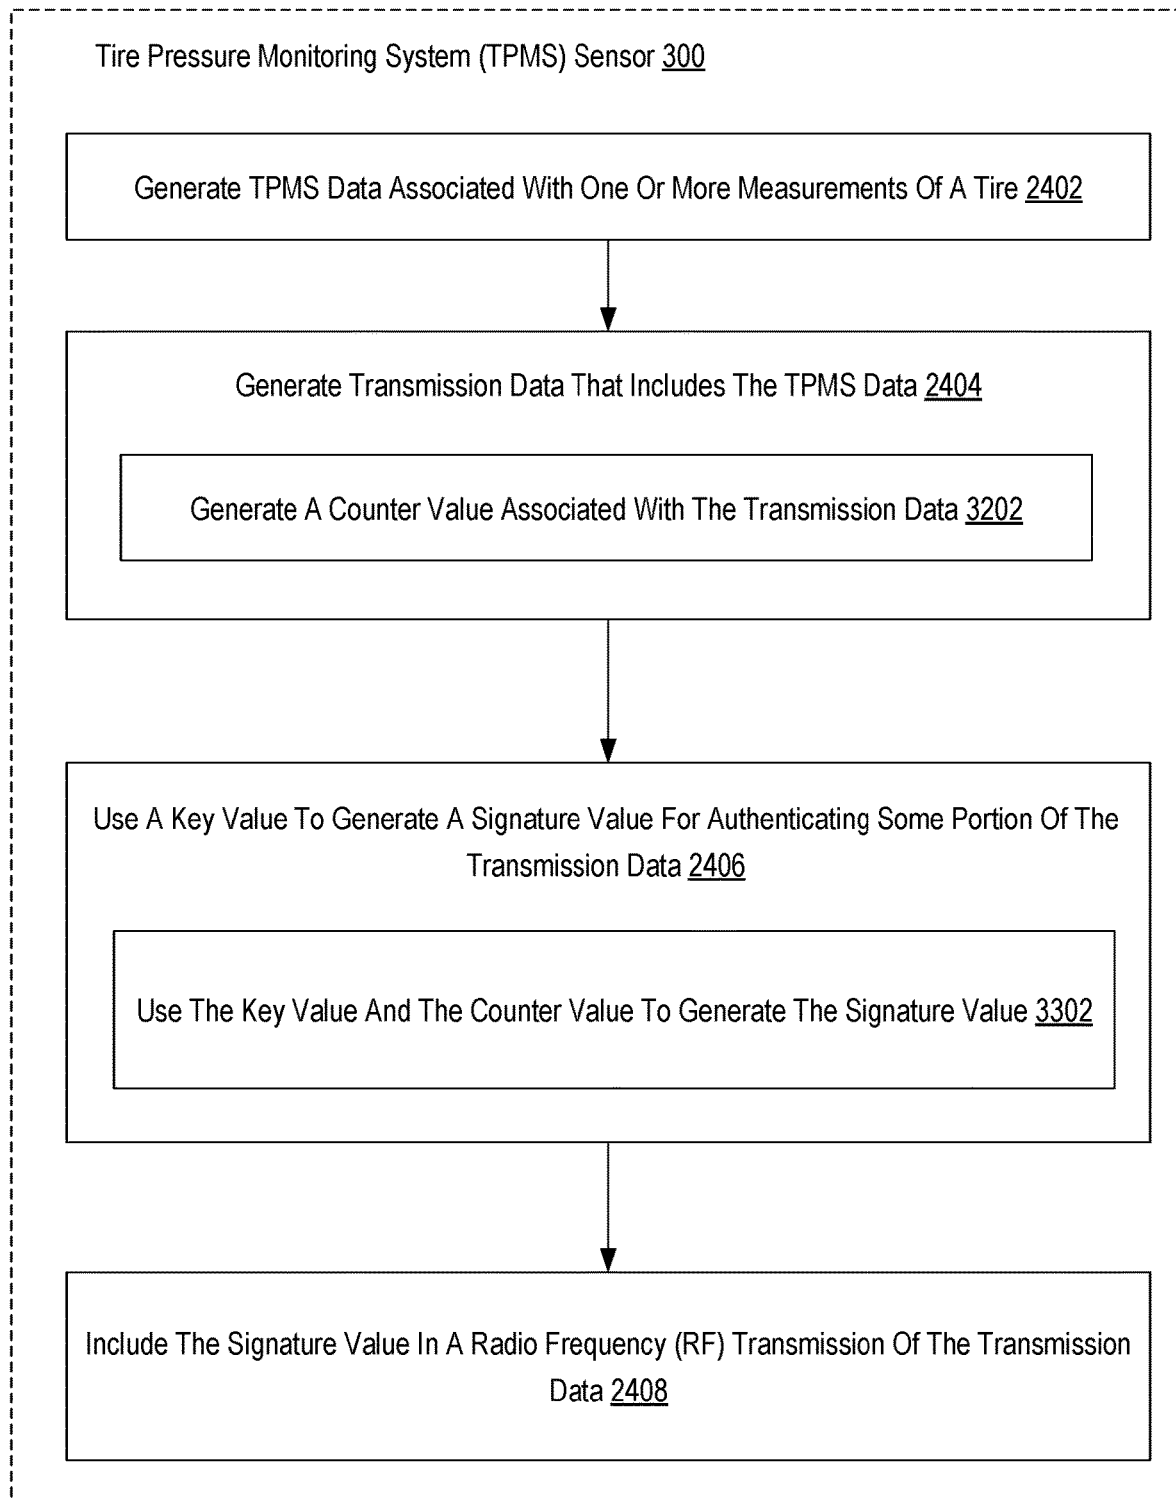 Tire Pressure Monitoring System (TPMS) Sensor 300
Generate TPMS Data Associated With One Or More Measurements Of A Tire 2402
Generate Transmission Data That Includes The TPMS Data 2404
Generate A Counter Value Associated With The Transmission Data 3202
Use A Key Value To Generate A Signature Value For Authenticating Some Portion Of The
Transmission Data 2406
Use The Key Value And The Counter Value To Generate The Signature Value 3302
Include The Signature Value In A Radio Frequency (RF) Transmission Of The Transmission
Data 2408